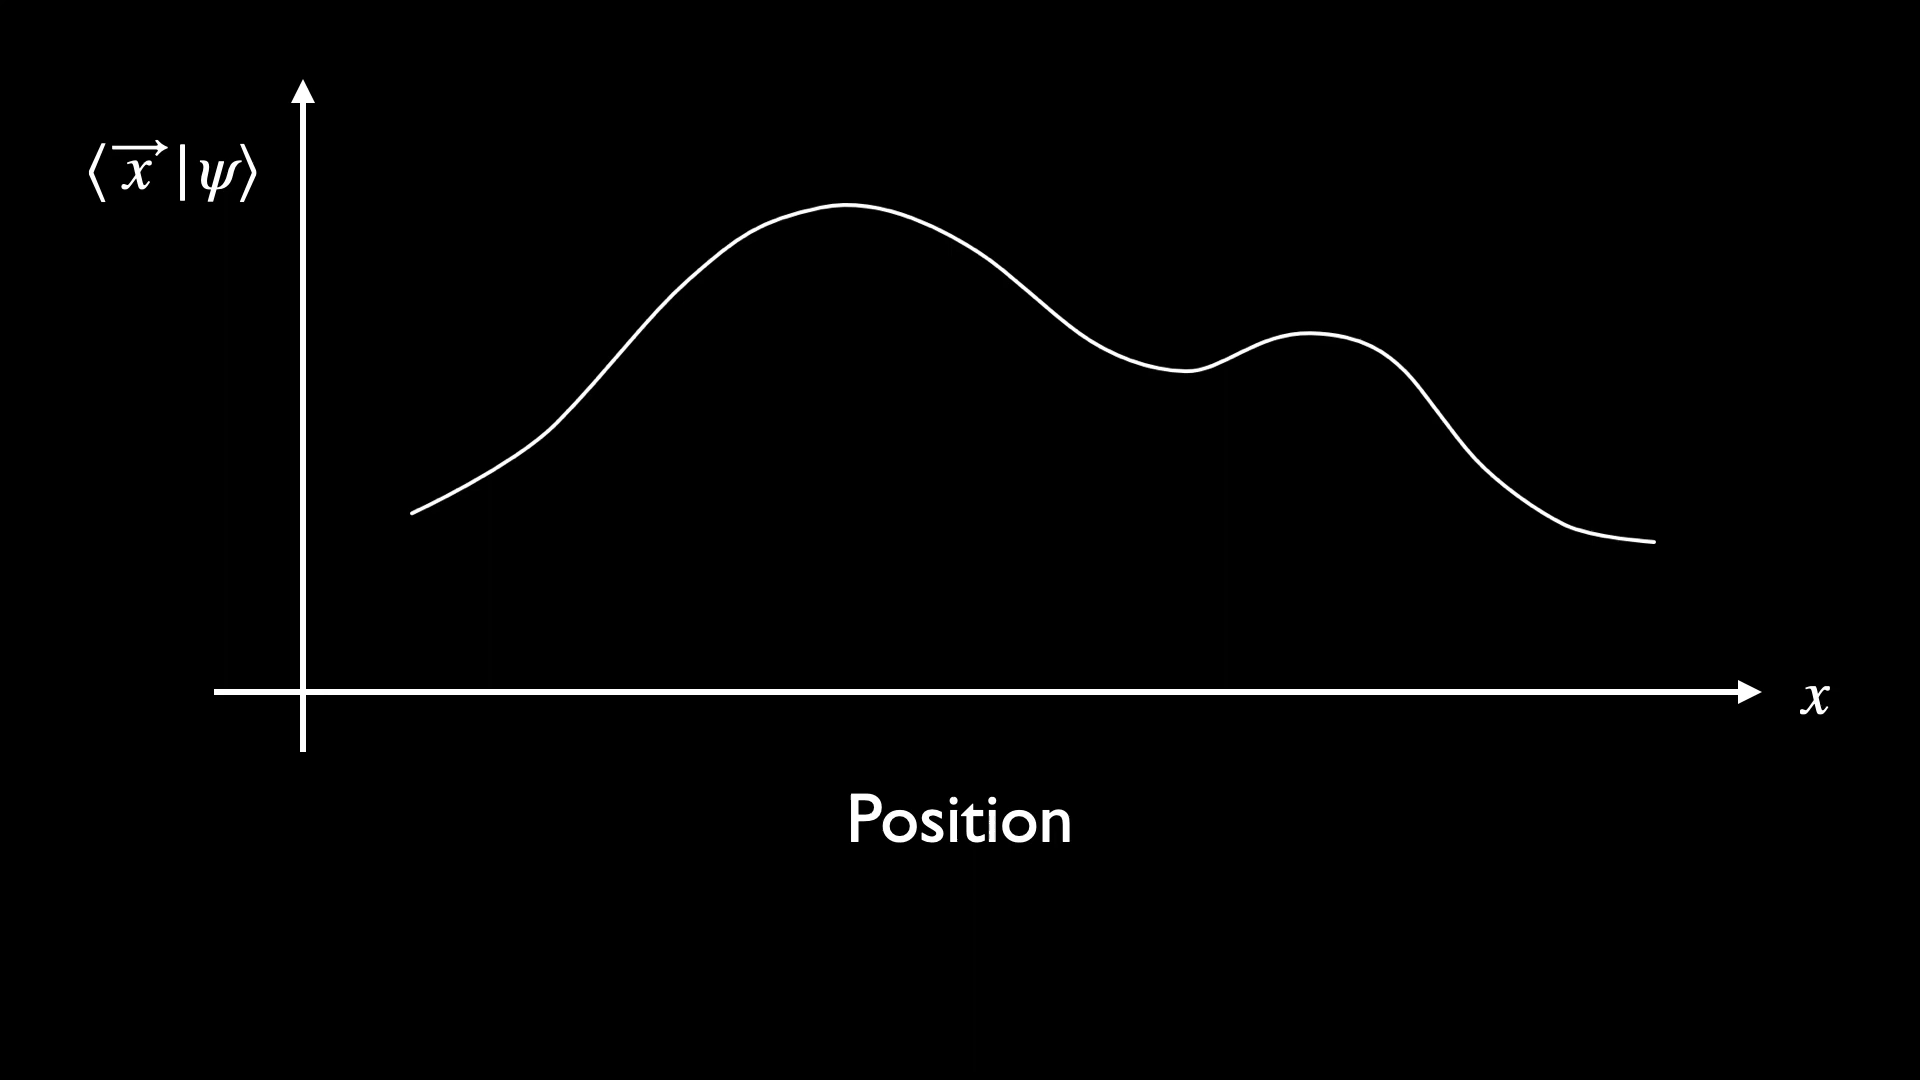 ⟨x⃗|ψ⟩
x
Position